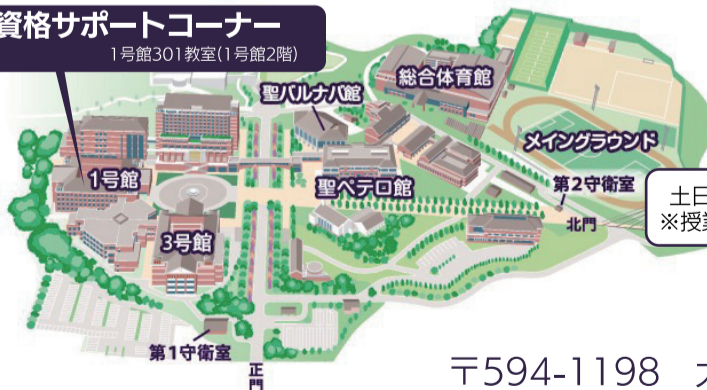 資格サポートコーナー
1号館301教室(1号館2階)
総合体育館
聖バルナバ館
メイングラウンド
1号館
聖ペテロ館
第2守衛室
土日
※授業
北門
3号館
第1守衛室
正門
〒594-1198